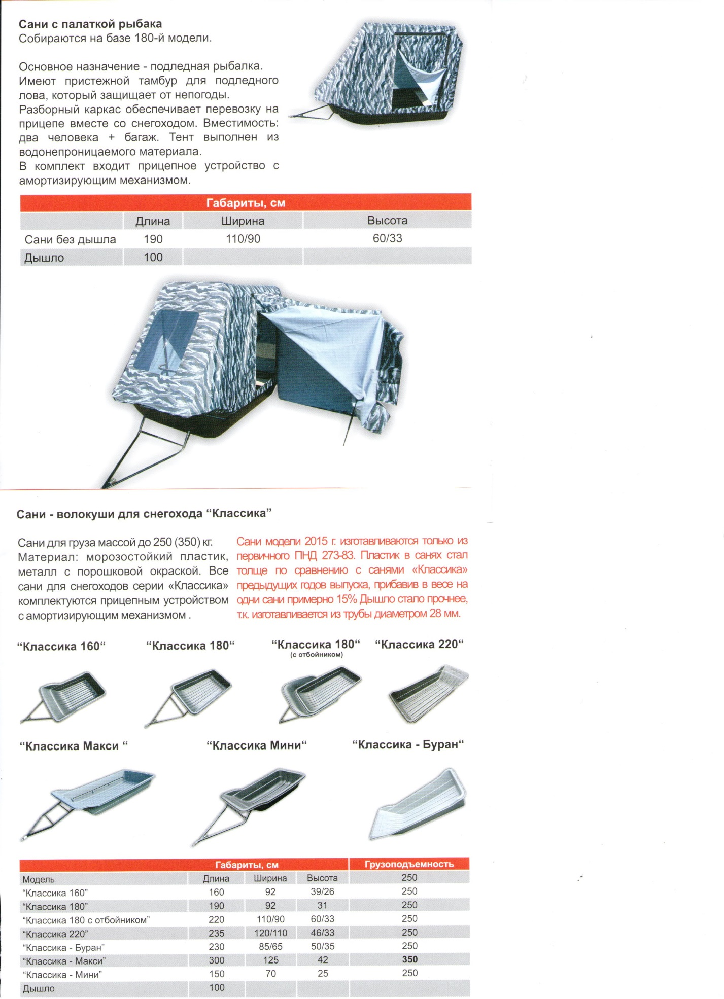 Сани с палаткой рыбака
Собираются на базе 180-й модели.
Основное назначение - подледная рыбалка.
Имеют пристежной тамбур для подледного
лова, который защищает от непогоды.
Разборный каркас обеспечивает перевозку на
прицепе вместе со снегоходом. Вместимость:
два человека + багаж. Тент выполнен из
водонепроницаемого материала.
В комплект входит прицепное устройство с
амортизирующим механизмом.
Габариты, см
Длина Ширина Высота
Сани без дышла 190 110/90 60/33
Дышло 100
Сани - волокуши для снегохода “Классика”
Сани для груза массой до 250 (350) кг.
Материал: морозостойкий пластик,
металл с порошковой окраской. Все
сани для снегоходов серии «Классика»
комплектуются прицепным устройством
с амортизирующим механизмом .
Сани модели 2015 г. изготавливаются только из
первичного ПНД 273-83. Пластик в санях стал
толще по сравнению с санями «Классика»
предыдущих годов выпуска, прибавив в весе на
одни сани примерно 15% Дышло стало прочнее,
т.к. изготавливается из трубы диаметром 28 мм.
“Классика 160“ “Классика 180“ “Классика 180“ “Классика 220“
(с отбойником)
“Классика Макси “ “Классика Мини“ “Классика - Буран“
Габариты, см Грузоподъемность
Модель Длина Ширина Высота 250
“Классика 160” 160 92 39/26 250
“Классика 180” 190 92 31 250
“Классика 180 с отбойником” 220 110/90 60/33 250
“Классика 220” 235 120/110 46/33 250
“Классика - Буран” 230 85/65 50/35 250
“Классика - Макси” 300 125 42 350
“Классика - Мини” 150 70 25 250
Дышло 100